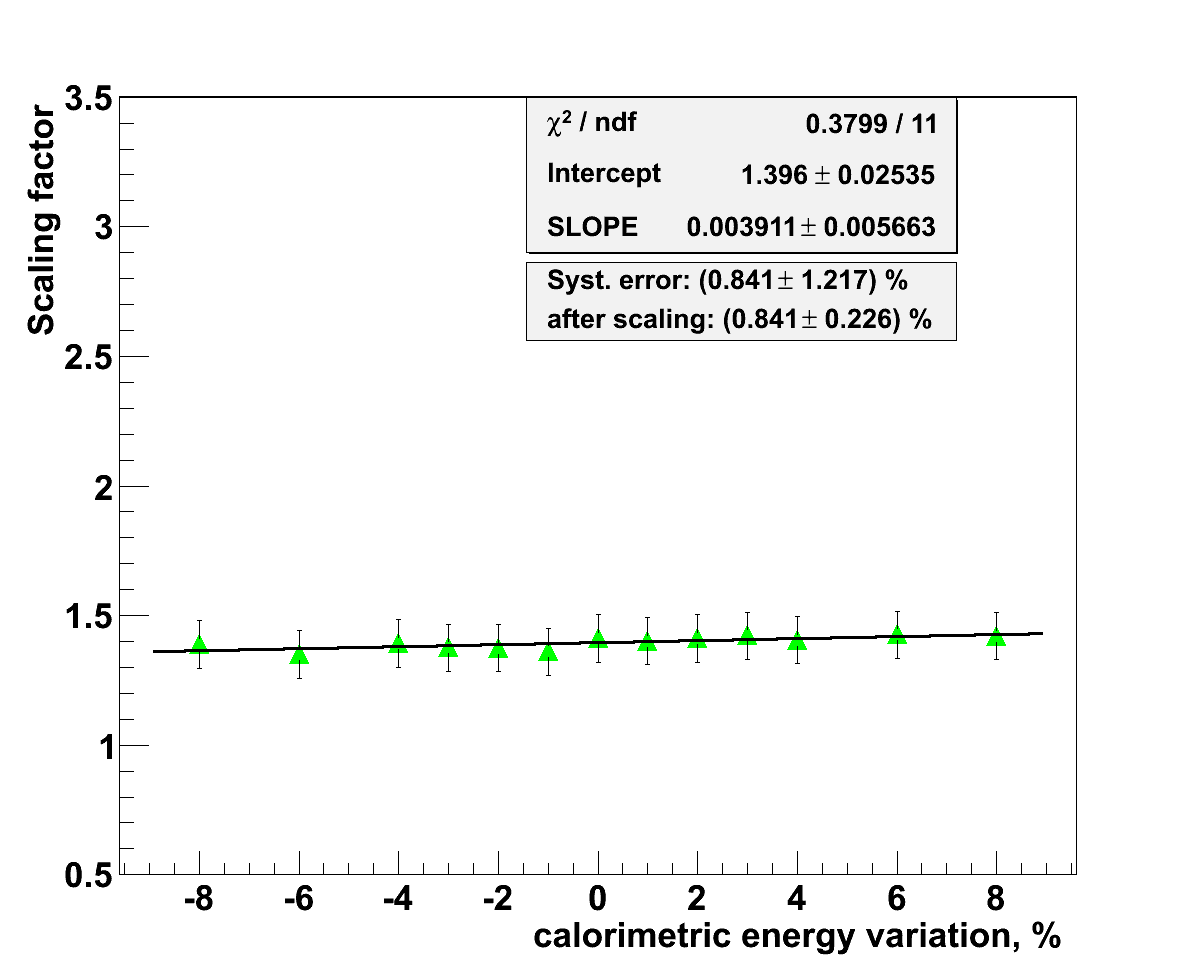 3.5
3
2.5
2
1.5
1
0.5
Scaling factor
χ² / ndf 0.3799 / 11
Intercept 1.396 ± 0.02535
SLOPE 0.003911 ± 0.005663
Syst. error: (0.841 ± 1.217) %
after scaling: (0.841 ± 0.226) %
-8 -6 -4 -2 0 2 4 6 8
calorimetric energy variation, %